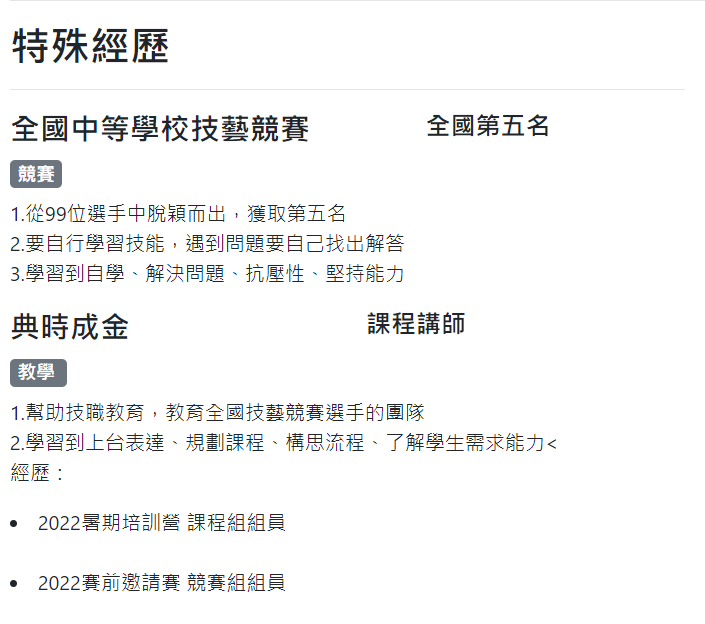 特殊經歷
全國中等學校技藝競賽 全國第五名
競賽
1.從99位選手中脫穎而出，獲取第五名
2.要自行學習技能，遇到問題要自己找出解答
3.學習到自學、解決問題、抗壓性、堅持能力
典時成金 課程講師
教學
1.幫助技職教育，教育全國技藝競賽選手的團隊
2.學習到上台表達、規劃課程、構思流程、了解學生需求能力<
經歷：
• 2022暑期培訓營 課程組組員
• 2022賽前邀請賽 競賽組組員